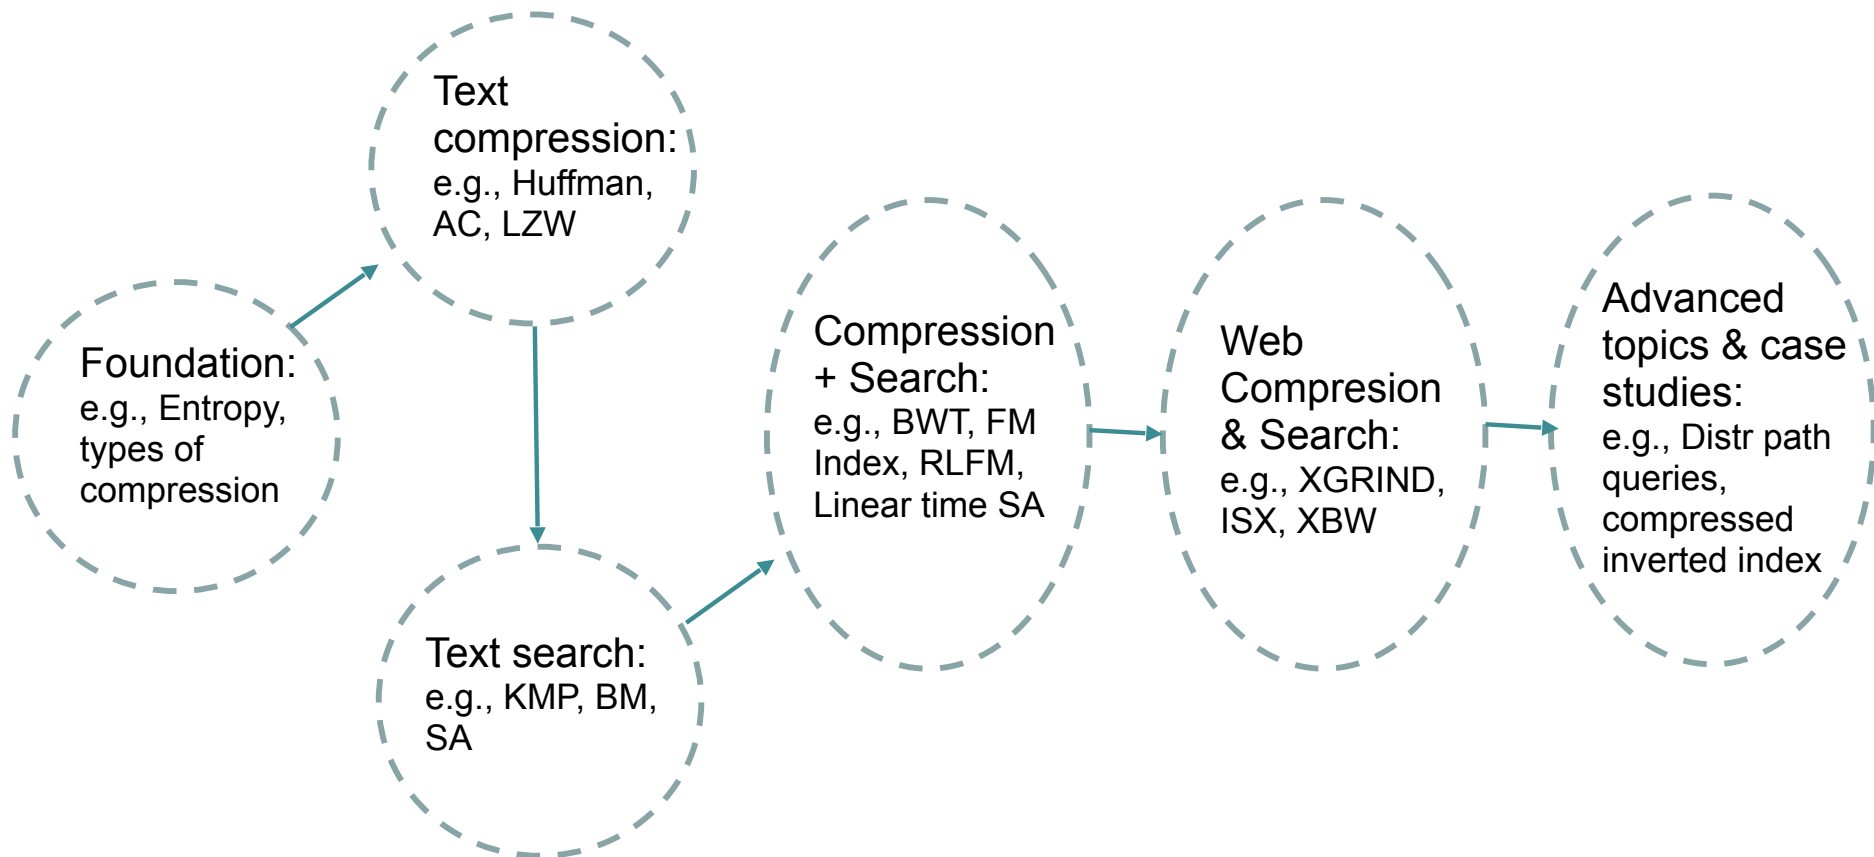 Foundation:
e.g., Entropy,
types of
compression
Text
compression:
e.g., Huffman,
AC, LZW
Text search:
e.g., KMP, BM,
SA
Compression
+ Search:
e.g., BWT, FM
Index, RLFM,
Linear time SA
Web
Compresion
& Search:
e.g., XGRIND,
ISX, XBW
Advanced
topics & case
studies:
e.g., Distr path
queries,
compressed
inverted index